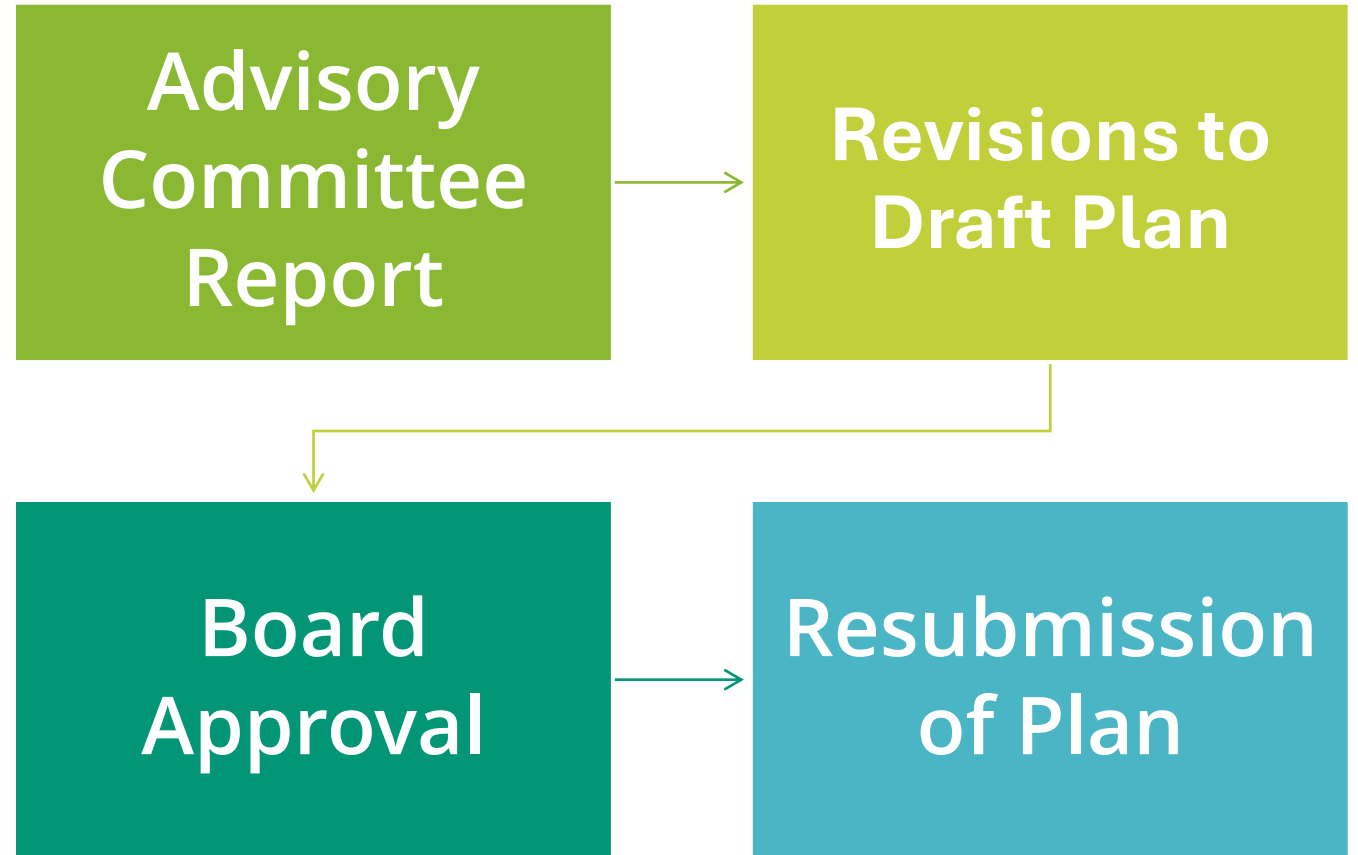 Advisory
Committee
Report
Revisions to
Draft Plan
Board
Approval
Resubmission
of Plan